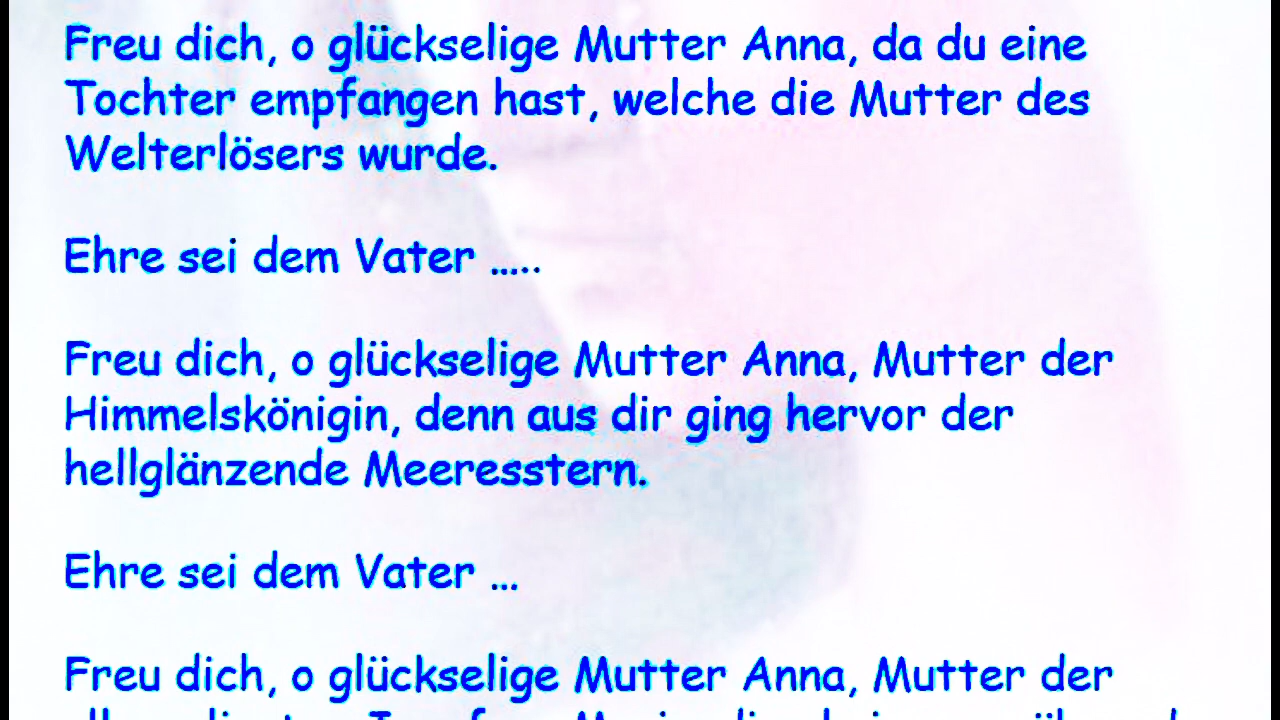 Freu dich, o glückselige Mutter Anna, da du eine
Tochter empfangen hast, welche die Mutter des
Welterlösers wurde.
Ehre sei dem Vater .....
Freu dich, o glückselige Mutter Anna, Mutter der
Himmelskönigin, denn aus dir ging hervor der
hellglänzende Meeresstern.
Ehre sei dem Vater ...
Freu dich, o glückselige Mutter Anna, Mutter der